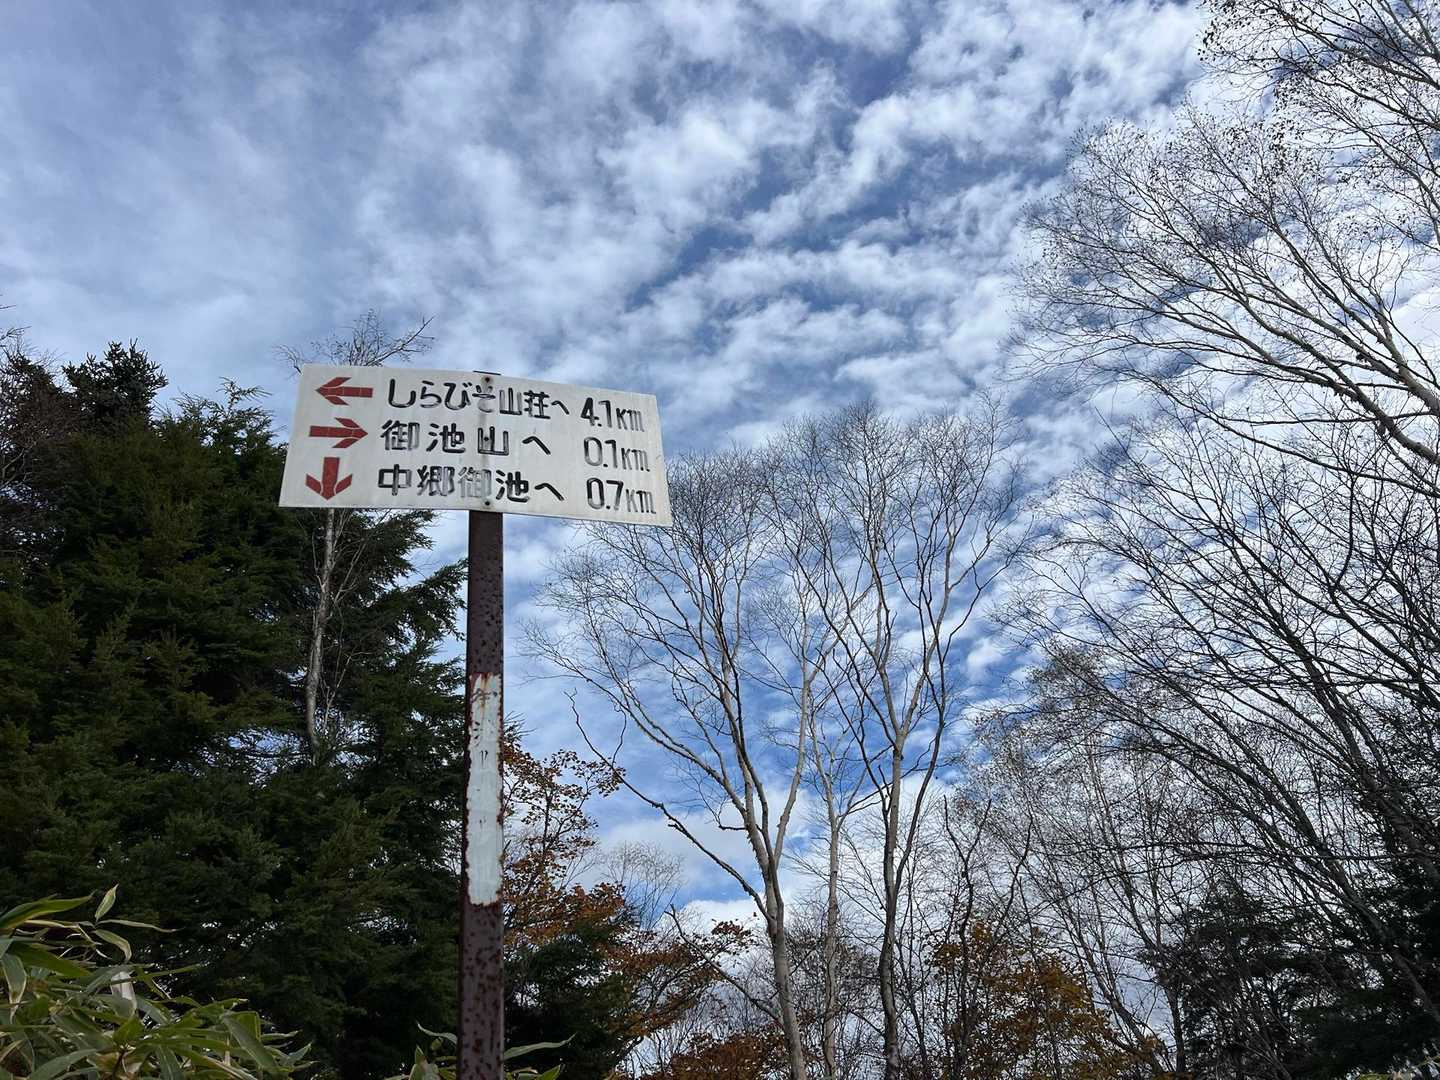 ← しらびそ山荘へ 4.1km
→ 御池山へ 0.1km
↓ 中郷御池へ 0.7km